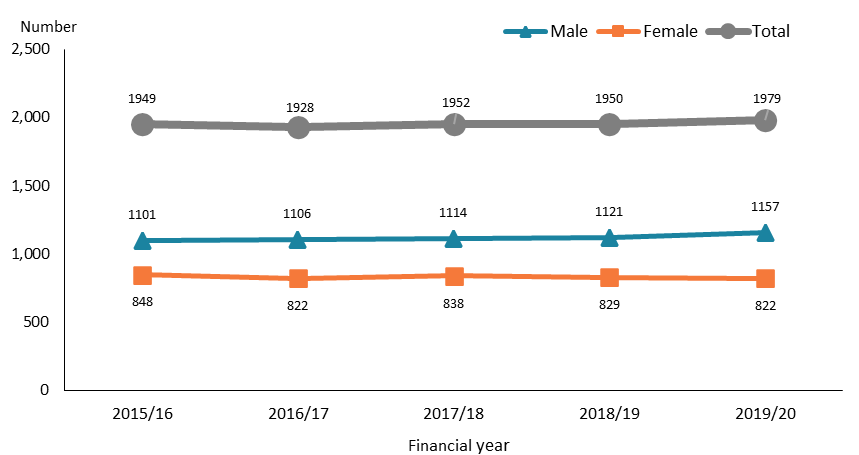 Number
Male Female Total
2,500
2,000
1,500
1,000
500
0
1949 1928 1952 1950 1979
1101 1106 1114 1121 1157
848 822 838 829 822
2015/16 2016/17 2017/18 2018/19 2019/20
Financial year